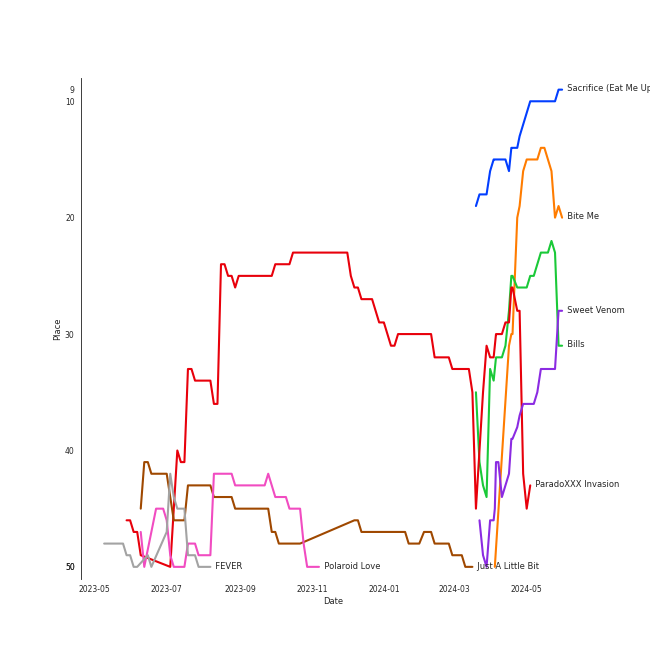 9
10
Sacrifice (Eat Me Up
20
Bite Me
Sweet Venom
30
Bills
Place
40
ParadoXXX Invasion
50
FEVER
Polaroid Love
Just A Little Bit
2023-05
2023-07
2023-09
2023-11
2024-01
2024-03
2024-05
Date